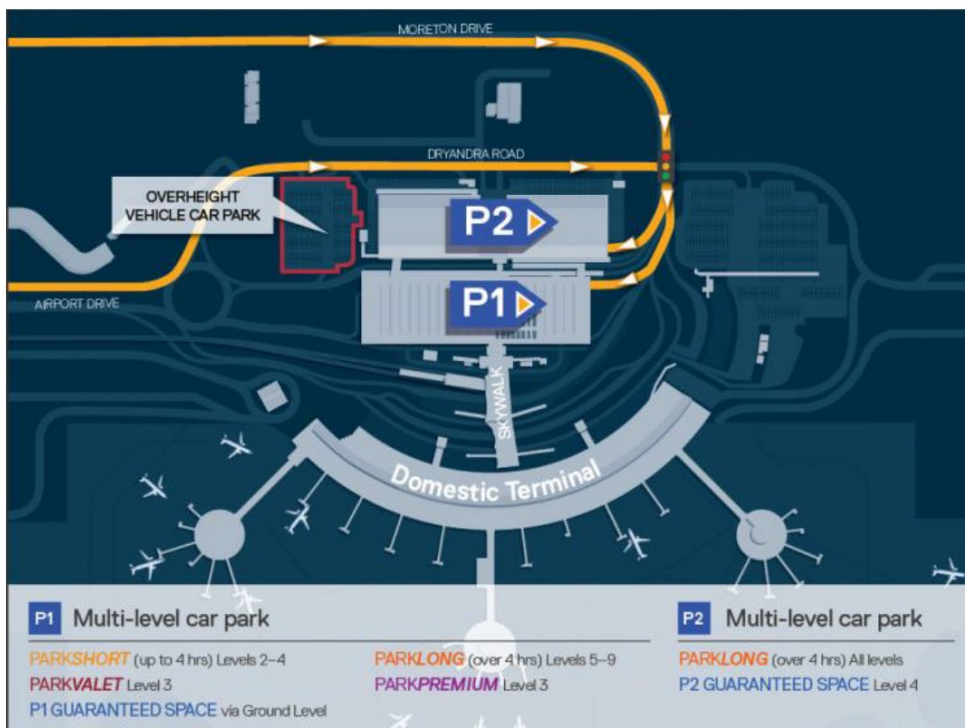 MORETON DRIVE
DRYANDRA ROAD
OVERHEIGHT
VEHICLE CAR PARK
P2
P1
AIRPORT DRIVE
SKYWALK
Domestic Terminal
P1 Multi-level car park
PARKSHORT (up to 4 hrs) Levels 2–4
PARKVALET Level 3
P1 GUARANTEED SPACE via Ground Level
PARKLONG (over 4 hrs) Levels 5–9
PARKPREMIUM Level 3
P2 Multi-level car park
PARKLONG (over 4 hrs) All levels
P2 GUARANTEED SPACE Level 4